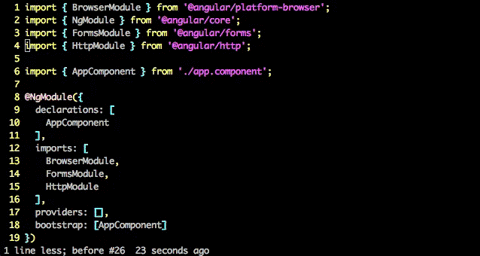 1 import { BrowserModule } from '@angular/platform-browser';
2 import { NgModule } from '@angular/core';
3 import { FormsModule } from '@angular/forms';
4 import { HttpModule } from '@angular/http';
5
6 import { AppComponent } from './app.component';
7
8 @NgModule({
9   declarations: [
10     AppComponent
11   ],
12   imports: [
13     BrowserModule,
14     FormsModule,
15     HttpModule
16   ],
17   providers: [],
18   bootstrap: [AppComponent]
19 })
1 line less; before #26  23 seconds ago